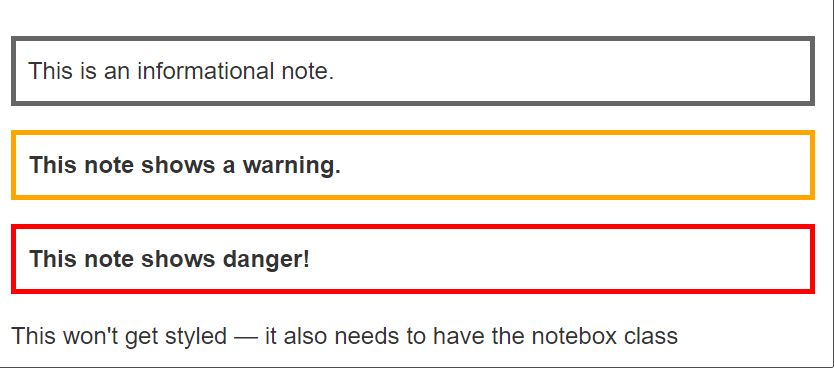 This is an informational note.
This note shows a warning.
This note shows danger!
This won't get styled — it also needs to have the notebox class